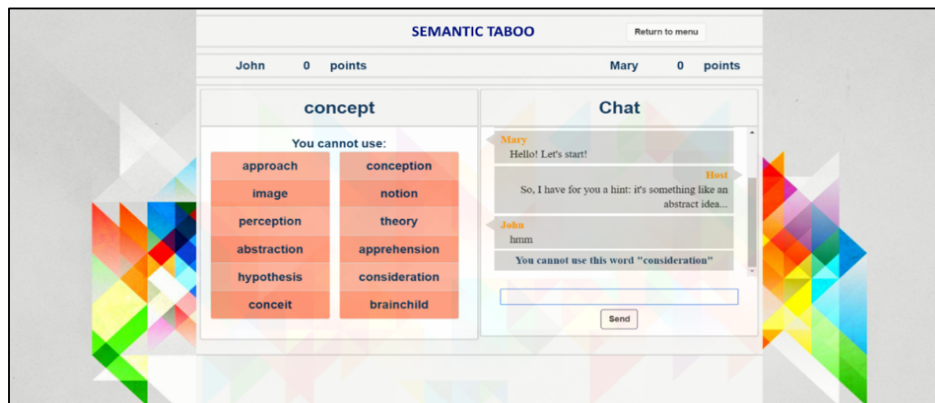 SEMANTIC TABOO
Return to menu
John 0 points
Mary 0 points
concept
You cannot use:
approach conception
image notion
perception theory
abstraction apprehension
hypothesis consideration
conceit brainchild
Chat
Mary
Hello! Let's start!
Host
So, I have for you a hint: it's something like an
abstract idea...
John
hmm
You cannot use this word "consideration"
Send